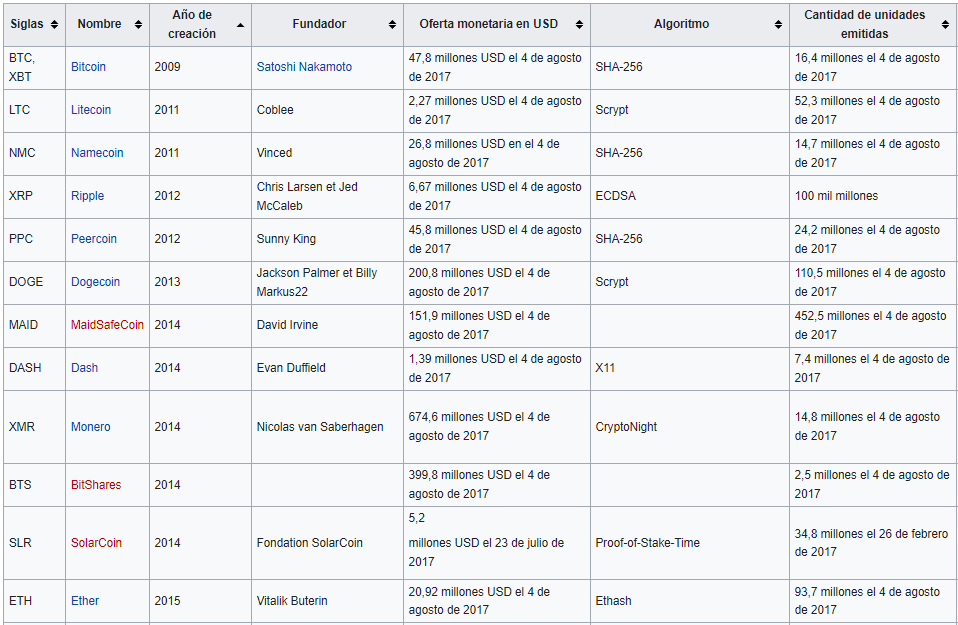 Siglas
Nombre
Año de
creación
Fundador
Oferta monetaria en USD
Algoritmo
Cantidad de unidades
emitidas
BTC,
XBT
Bitcoin
2009
Satoshi Nakamoto
47,8 millones USD el 4 de agosto
de 2017
SHA-256
16,4 millones el 4 de agosto
de 2017
LTC
Litecoin
2011
Coblee
2,27 millones USD el 4 de agosto
de 2017
Scrypt
52,3 millones el 4 de agosto
de 2017
NMC
Namecoin
2011
Vinced
26,8 millones USD en el 4 de
agosto de 2017
SHA-256
14,7 millones el 4 de agosto
de 2017
XRP
Ripple
2012
Chris Larsen et Jed
McCaleb
6,67 millones USD el 4 de agosto
de 2017
ECDSA
100 mil millones
PPC
Peercoin
2012
Sunny King
45,8 millones USD el 4 de agosto
de 2017
SHA-256
24,2 millones el 4 de agosto
de 2017
DOGE
Dogecoin
2013
Jackson Palmer et Billy
Markus22
200,8 millones USD el 4 de
agosto de 2017
Scrypt
110,5 millones el 4 de agosto
de 2017
MAID
MaidSafeCoin
2014
David Irvine
151,9 millones USD el 4 de
agosto de 2017
452,5 millones el 4 de agosto
de 2017
DASH
Dash
2014
Evan Duffield
1,39 millones USD el 4 de agosto
de 2017
X11
7,4 millones el 4 de agosto de
2017
XMR
Monero
2014
Nicolas van Saberhagen
674,6 millones USD el 4 de
agosto de 2017
CryptoNight
14,8 millones el 4 de agosto
de 2017
BTS
BitShares
2014
399,8 millones USD el 4 de
agosto de 2017
2,5 millones el 4 de agosto de
2017
SLR
SolarCoin
2014
Fondation SolarCoin
5,2
millones USD el 23 de julio de
2017
Proof-of-Stake-Time
34,8 millones el 26 de febrero
de 2017
ETH
Ether
2015
Vitalik Buterin
20,92 millones USD el 4 de
agosto de 2017
Ethash
93,7 millones el 4 de agosto
de 2017